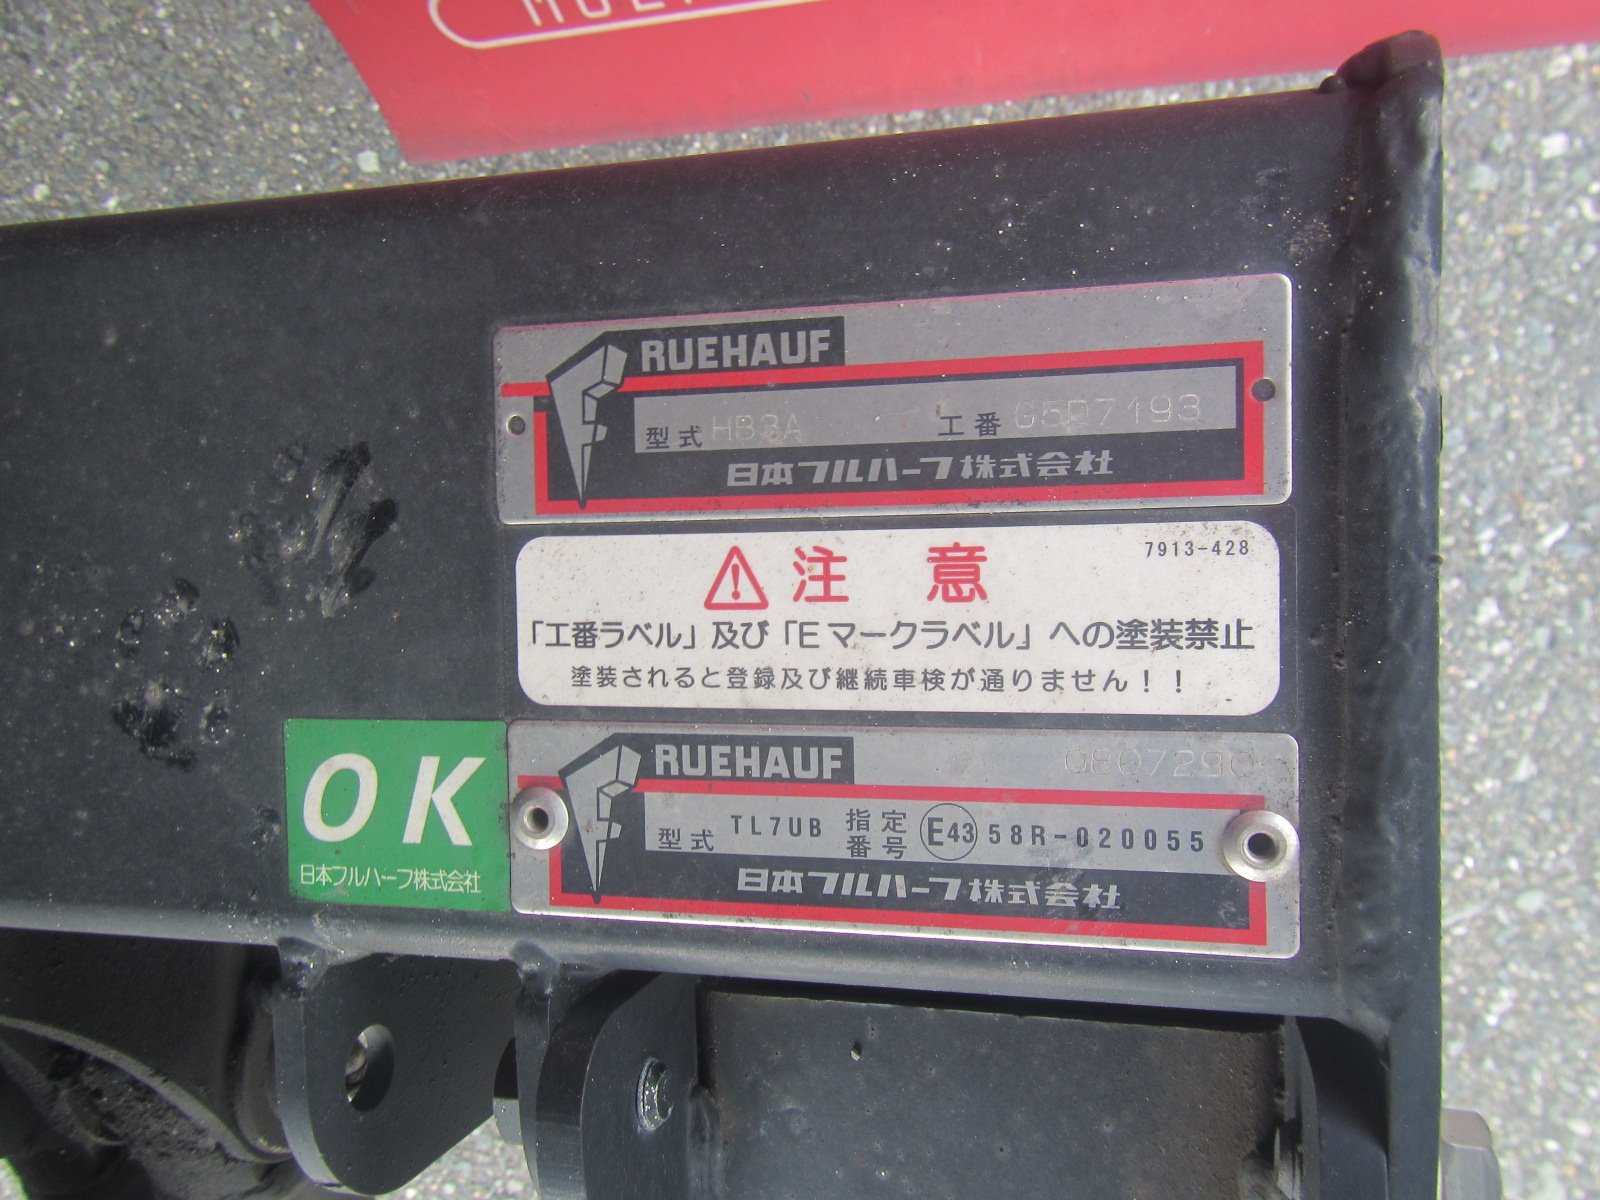 RUEHAUF
型式 HB3A 工番 G5D7193
日本フルハーフ株式会社
7913-428
注意
「工番ラベル」及び「Eマークラベル」への塗装禁止
塗装されると登録及び継続車検が通りません!!
OK
日本フルハーフ株式会社
RUEHAUF
0807290
型式 TL7UB 指定番号 E43 58R-020055
日本フルハーフ株式会社